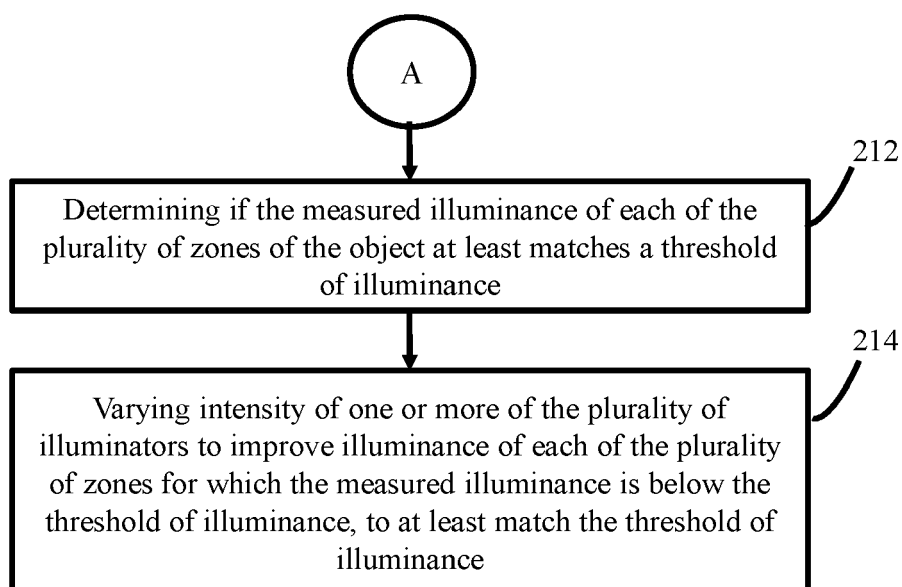 A
212
Determining if the measured illuminance of each of the
plurality of zones of the object at least matches a threshold
of illuminance
214
Varying intensity of one or more of the plurality of
illuminators to improve illuminance of each of the plurality
of zones for which the measured illuminance is below the
threshold of illuminance, to at least match the threshold of
illuminance